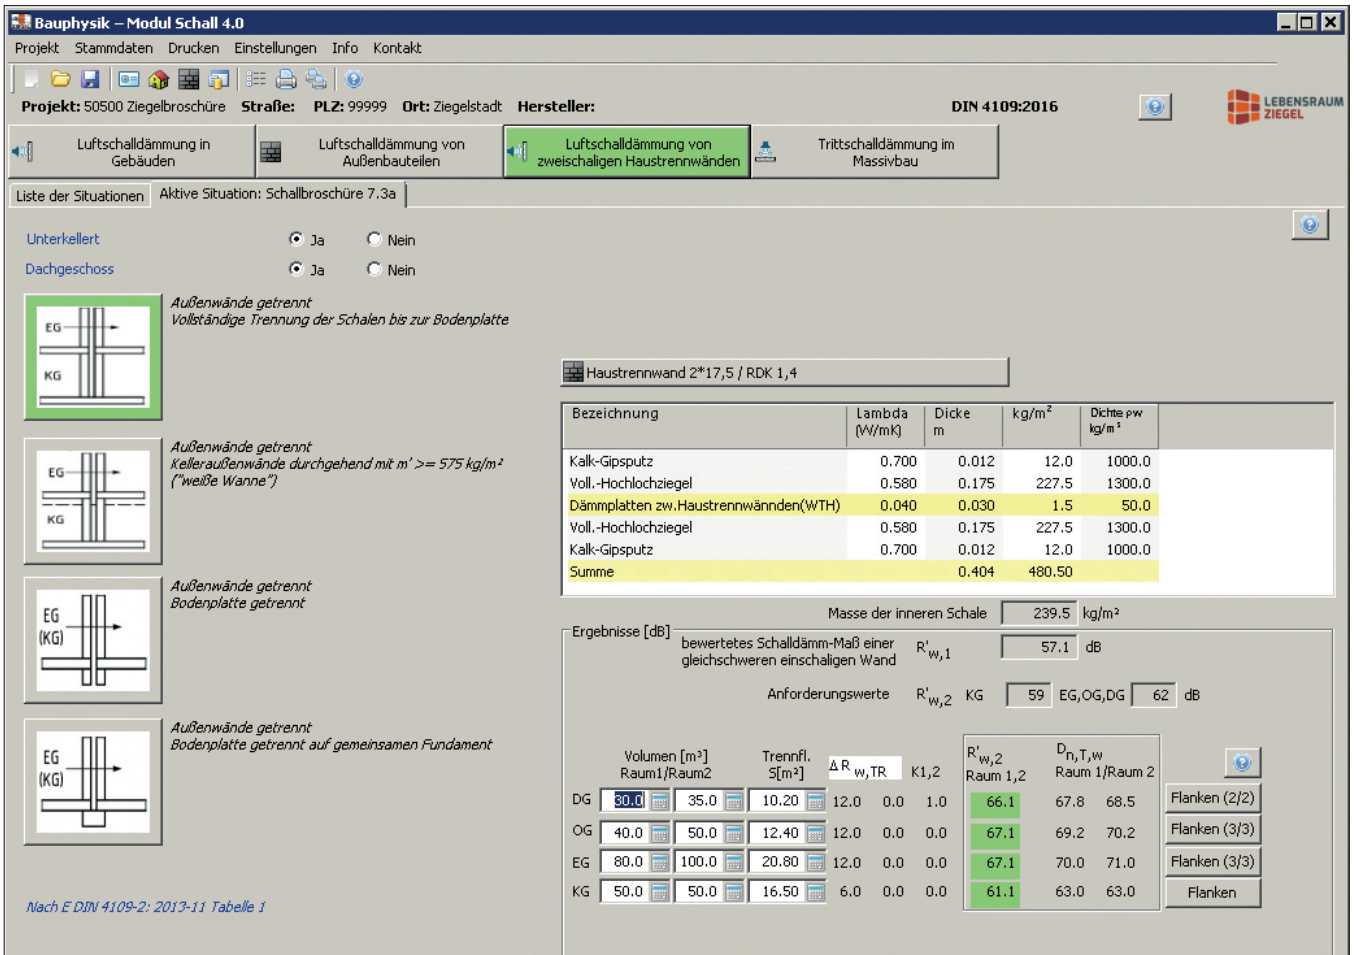 Bauphysik – Modul Schall 4.0
Projekt Stammdaten Drucken Einstellungen Info Kontakt
Projekt: 50500 Ziegelbroschüre Straße: PLZ: 99999 Ort: Ziegelstadt Hersteller: DIN 4109:2016
LEBENSRAUM
ZIEGEL
Luftschalldämmung in
Gebäuden
Luftschalldämmung von
Außenbauteilen
Luftschalldämmung von
zweischaligen Haustrennwänden
Trittschalldämmung im
Massivbau
Liste der Situationen Aktive Situation: Schallbroschüre 7.3a
Unterkellert Ja Nein
Dachgeschoss Ja Nein
EG
KG
Außenwände getrennt
Vollständige Trennung der Schalen bis zur Bodenplatte
EG
KG
Außenwände getrennt
Kelleraußenwände durchgehend mit m' >= 575 kg/m²
("weiße Wanne")
EG
(KG)
Außenwände getrennt
Bodenplatte getrennt
EG
(KG)
Außenwände getrennt
Bodenplatte getrennt auf gemeinsamen Fundament
Nach E DIN 4109-2: 2013-11 Tabelle 1
Haustrennwand 2*17,5 / RDK 1,4
Bezeichnung Lambda Dicke kg/m² Dichte ρw
(W/mK) m kg/m³
Kalk-Gipsputz 0.700 0.012 12.0 1000.0
Voll.-Hochlochziegel 0.580 0.175 227.5 1300.0
Dämmplatten zw.Haustrennwännden(WTH) 0.040 0.030 1.5 50.0
Voll.-Hochlochziegel 0.580 0.175 227.5 1300.0
Kalk-Gipsputz 0.700 0.012 12.0 1000.0
Summe 0.404 480.50
Masse der inneren Schale 239.5 kg/m²
Ergebnisse [dB]
bewertetes Schalldämm-Maß einer
gleichschweren einschaligen Wand R'w,1 57.1 dB
Anforderungswerte R'w,2 KG 59 EG,OG,DG 62 dB
Volumen [m³] Trennfl. ΔR w,TR K1,2 R'w,2 Dn,T,w
Raum1/Raum2 S[m²] Raum 1,2 Raum 1/Raum 2
DG 30.0 35.0 10.20 12.0 0.0 1.0 66.1 67.8 68.5 Flanken (2/2)
OG 40.0 50.0 12.40 12.0 0.0 0.0 67.1 69.2 70.2 Flanken (3/3)
EG 80.0 100.0 20.80 12.0 0.0 0.0 67.1 70.0 71.0 Flanken (3/3)
KG 50.0 50.0 16.50 6.0 0.0 0.0 61.1 63.0 63.0 Flanken